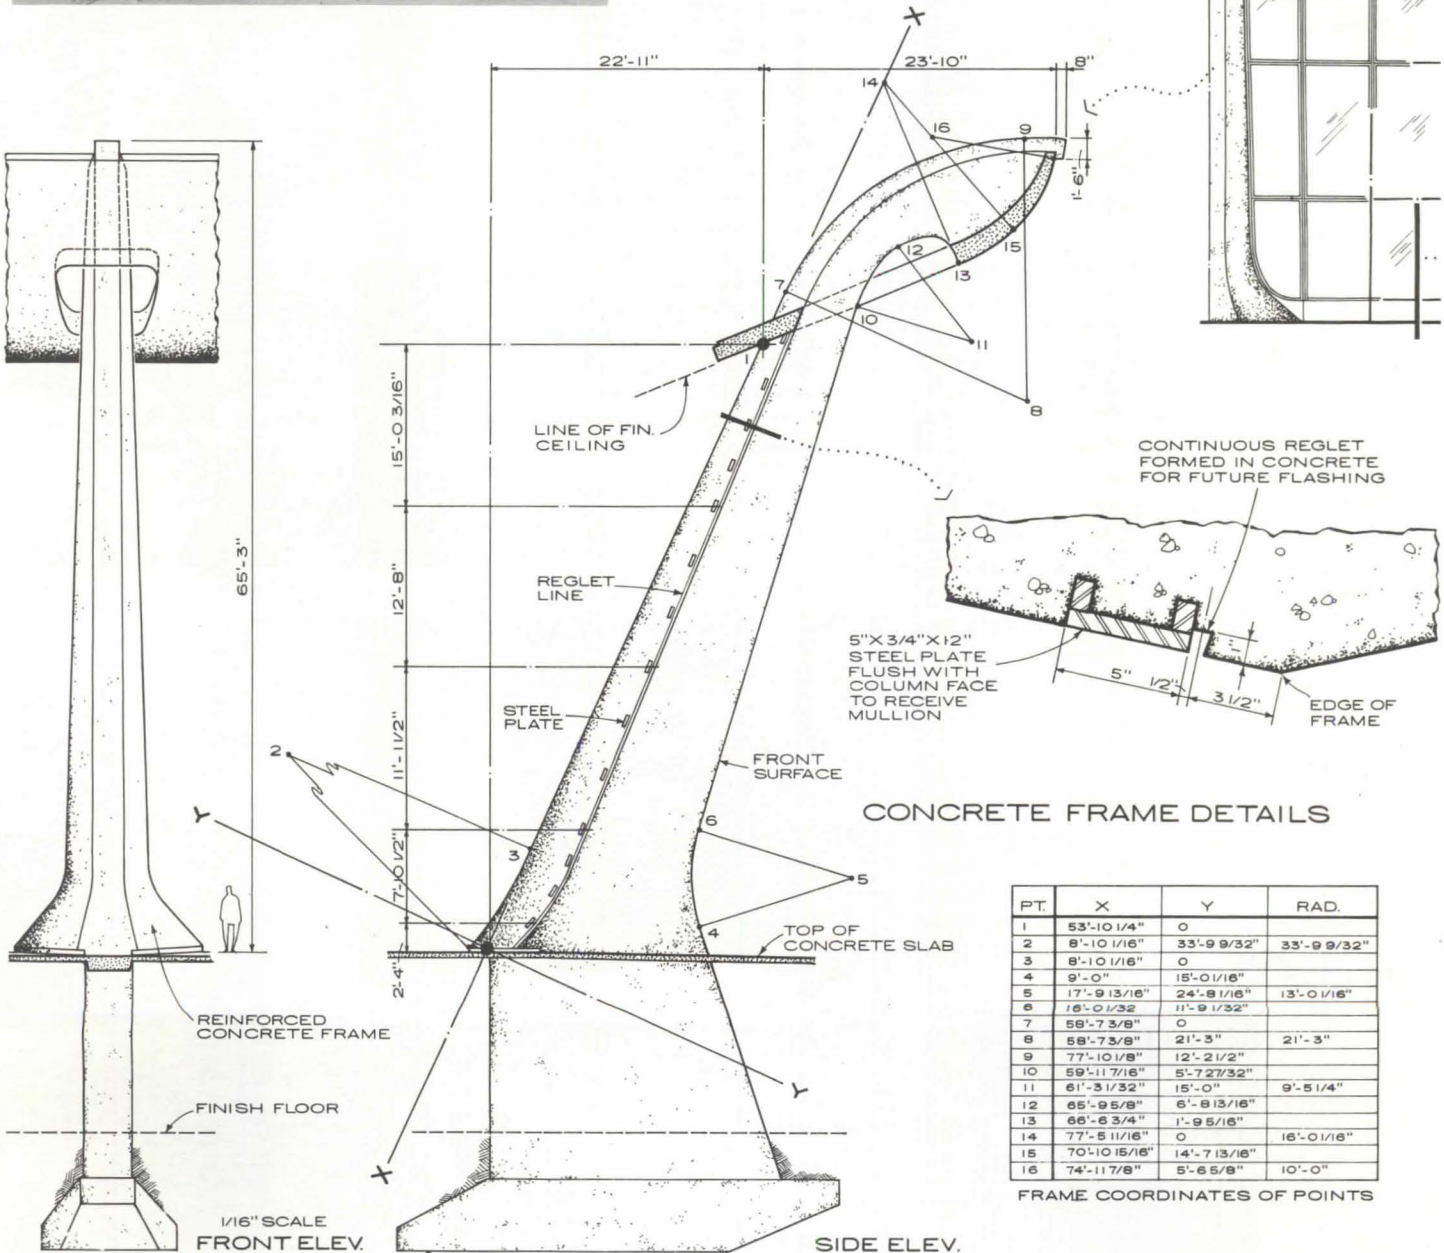 X
22'-11"
23'-10"
8"
14
16
9
1'-6"
15
12
13
7
10
11
1
8
65'-3"
15'-0 3/16"
LINE OF FIN.
CEILING
CONTINUOUS REGLET
FORMED IN CONCRETE
FOR FUTURE FLASHING
12'-8"
REGLET
LINE
5"X3/4"X12"
STEEL PLATE
FLUSH WITH
COLUMN FACE
TO RECEIVE
MULLION
5"
1/2"
1"
3 1/2"
EDGE OF
FRAME
11'-1 1/2"
STEEL
PLATE
2
FRONT
SURFACE
Y
CONCRETE FRAME DETAILS
6
3
7'-10 1/2"
5
4
2'-4"
TOP OF
CONCRETE SLAB
REINFORCED
CONCRETE FRAME
Y
FINISH FLOOR
X
PT. X Y RAD.
1 53'-10 1/4" 0
2 8'-10 1/16" 33'-9 9/32" 33'-9 9/32"
3 8'-10 1/16" 0
4 9'-0" 15'-0 1/16"
5 17'-9 13/16" 24'-8 1/16" 13'-0 1/16"
6 16'-0 1/32 11'-9 1/32"
7 58'-7 3/8" 0
8 58'-7 3/8" 21'-3" 21'-3"
9 77'-10 1/8" 12'-2 1/2"
10 59'-11 7/16" 5'-7 27/32"
11 61'-3 1/32" 15'-0" 9'-5 1/4"
12 65'-9 5/8" 6'-8 13/16"
13 66'-6 3/4" 1'-9 5/16"
14 77'-5 11/16" 0 16'-0 1/16"
15 70'-10 15/16" 14'-7 13/16"
16 74'-11 7/8" 5'-6 5/8" 10'-0"
FRAME COORDINATES OF POINTS
1/16" SCALE
FRONT ELEV.
SIDE ELEV.